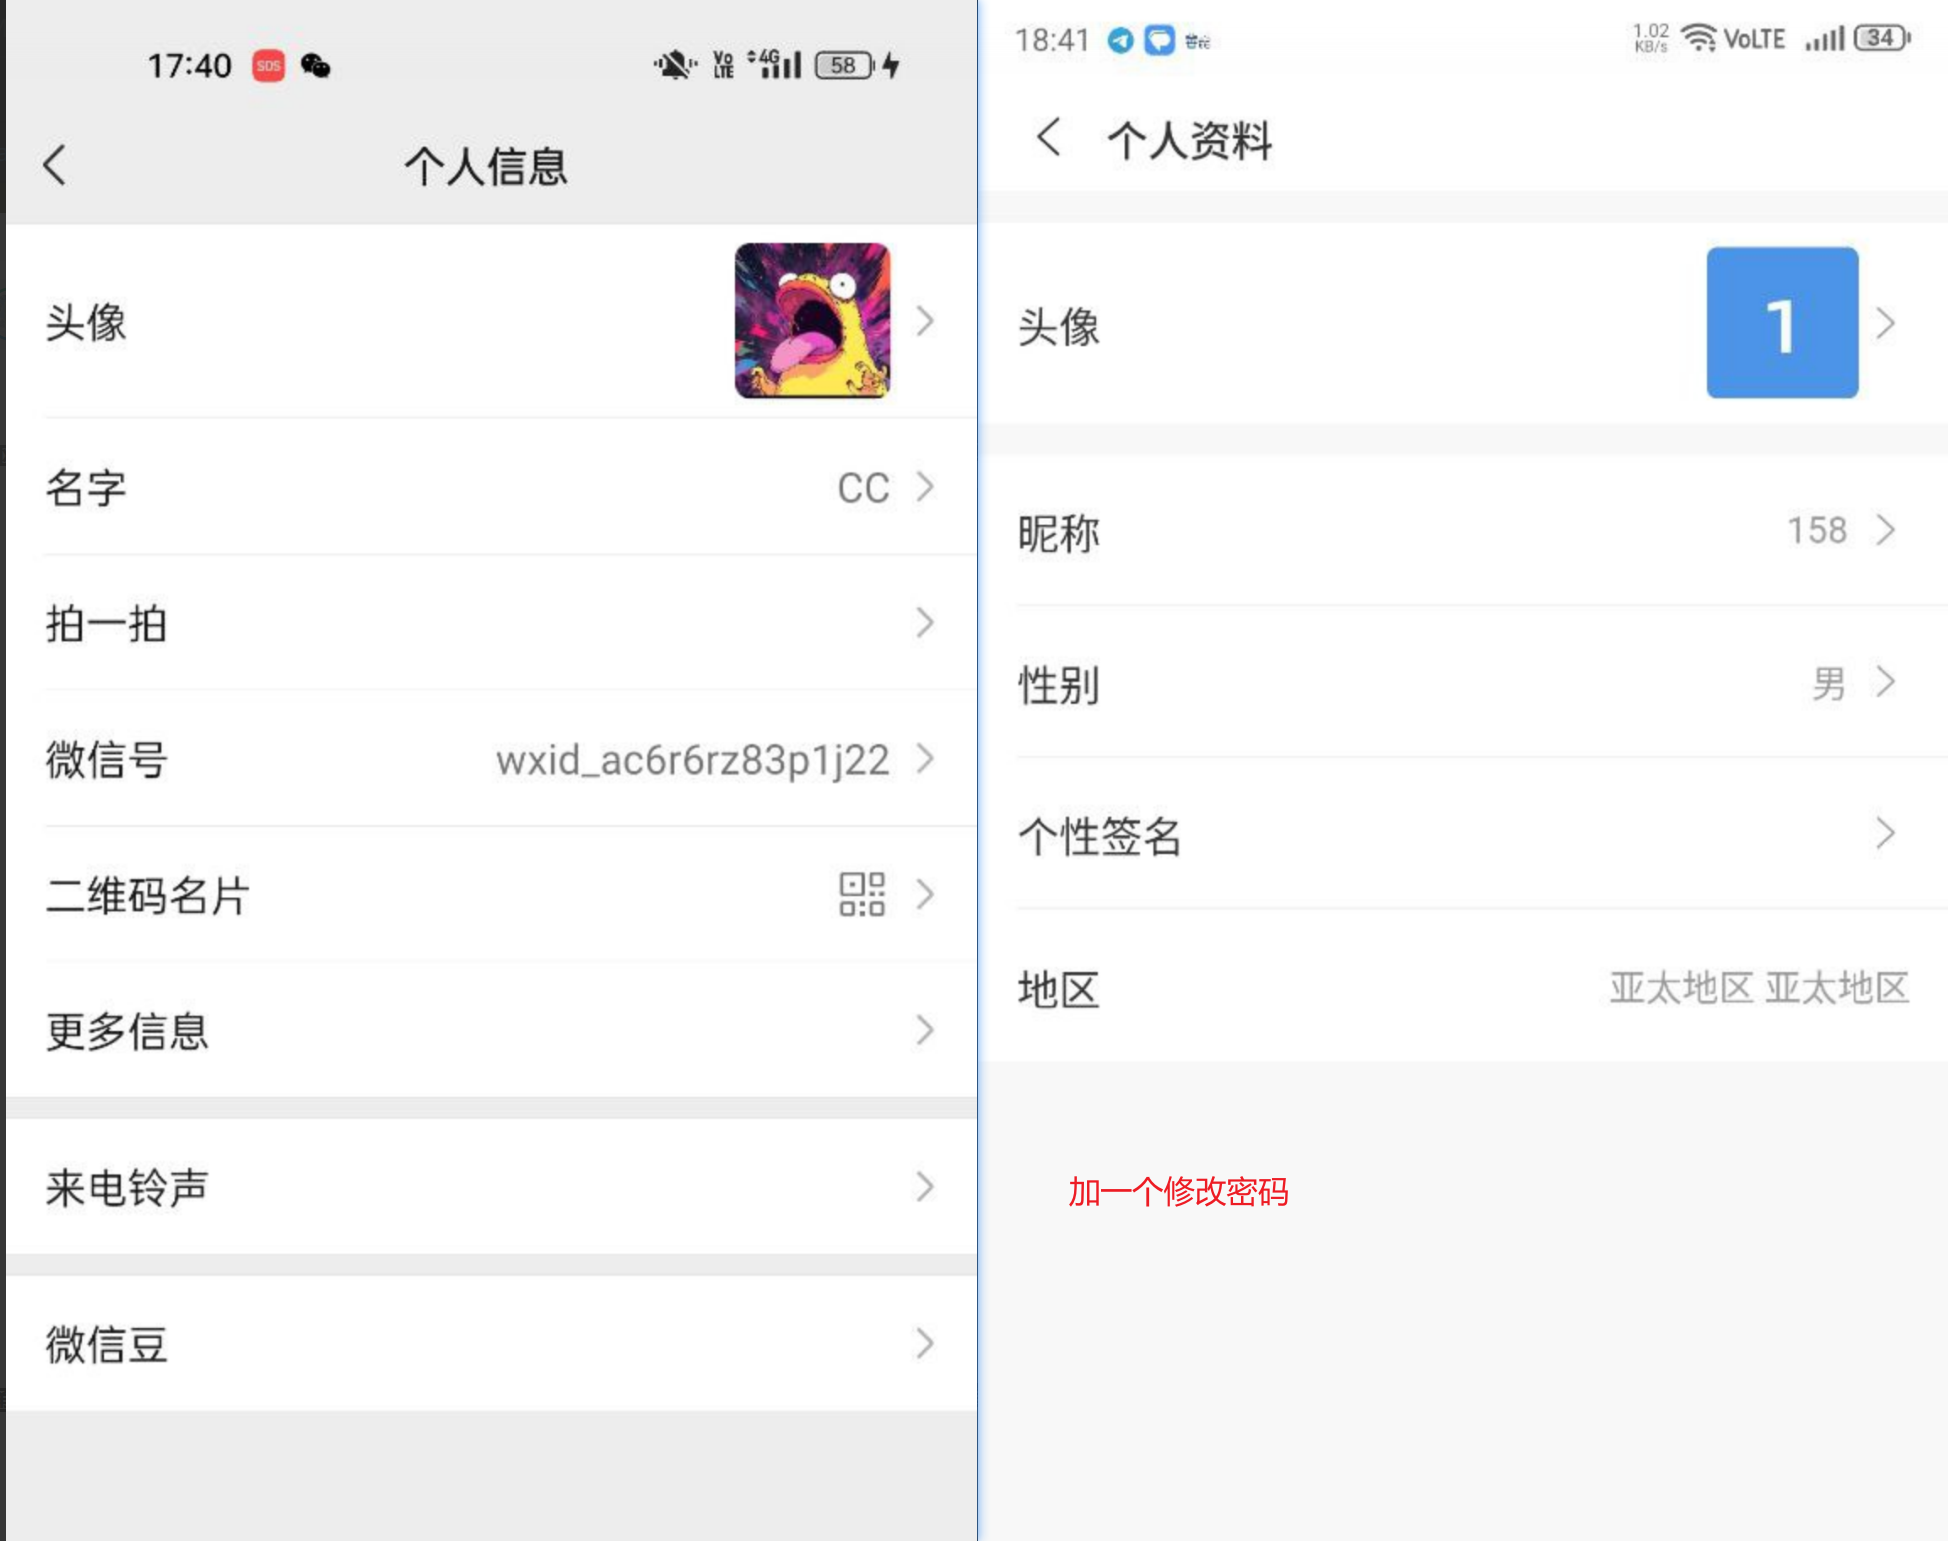 17:40 SOS Vo LTE 4G 58
个人信息
头像
名字 CC
拍一拍
微信号 wxid_ac6r6rz83p1j22
二维码名片
更多信息
来电铃声
微信豆
18:41 1.02 KB/s VoLTE 34
个人资料
头像 1
昵称 158
性别 男
个性签名
地区 亚太地区 亚太地区
加一个修改密码